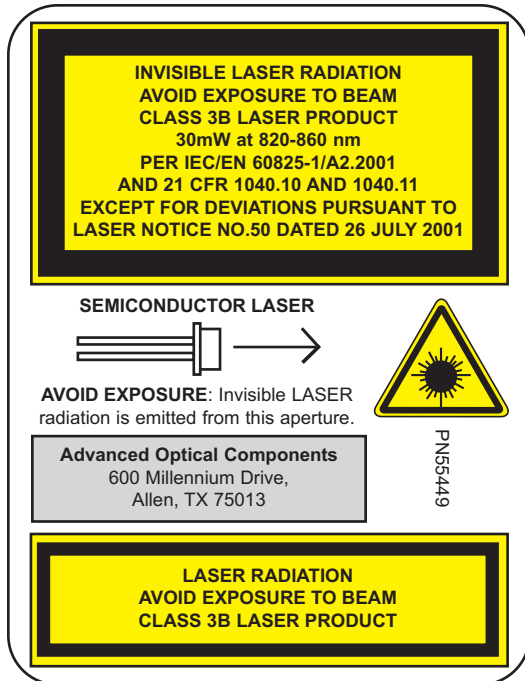 INVISIBLE LASER RADIATION
AVOID EXPOSURE TO BEAM
CLASS 3B LASER PRODUCT
30mW at 820-860 nm
PER IEC/EN 60825-1/A2.2001
AND 21 CFR 1040.10 AND 1040.11
EXCEPT FOR DEVIATIONS PURSUANT TO
LASER NOTICE NO.50 DATED 26 JULY 2001
SEMICONDUCTOR LASER
AVOID EXPOSURE: Invisible LASER
radiation is emitted from this aperture.
PN55449
Advanced Optical Components
600 Millennium Drive,
Allen, TX 75013
LASER RADIATION
AVOID EXPOSURE TO BEAM
CLASS 3B LASER PRODUCT